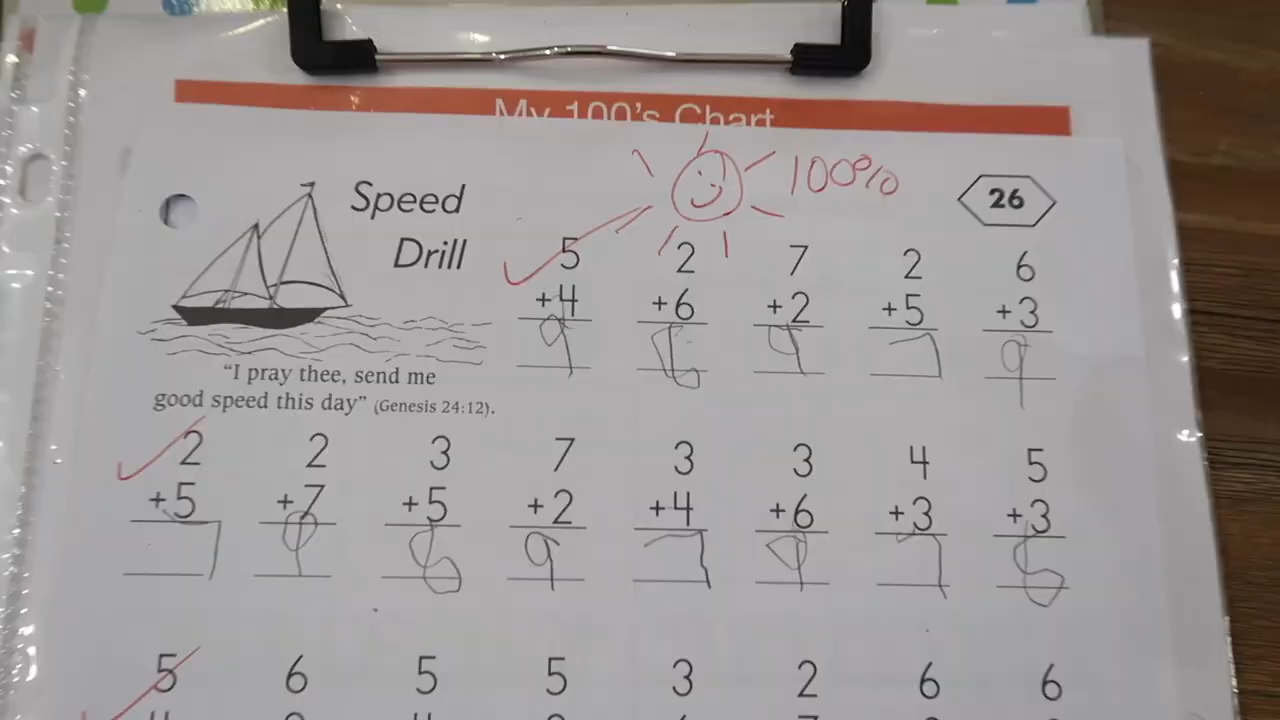 My 100's Chart
100%
Speed
Drill
26
5 2 7 2 6
+4 +6 +2 +5 +3
9 8 9 7 9
"I pray thee, send me
good speed this day" (Genesis 24:12).
2 2 3 7 3 3 4 5
+5 +7 +5 +2 +4 +6 +3 +3
7 9 8 9 7 9 7 8
5 6 5 5 3 2 6 6